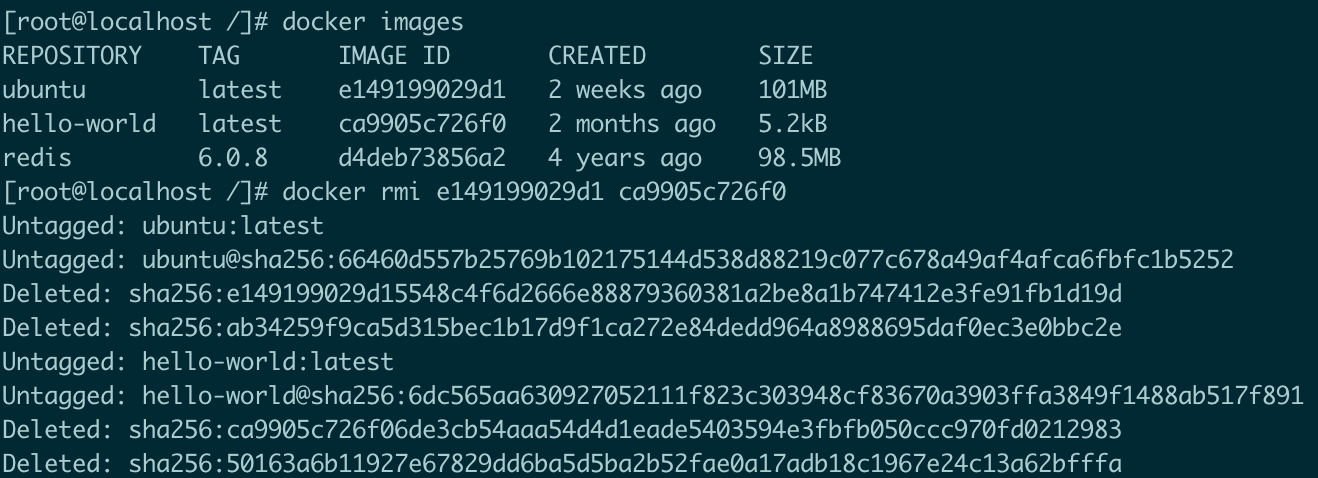 [root@localhost /]# docker images
REPOSITORY    TAG       IMAGE ID       CREATED        SIZE
ubuntu        latest    e149199029d1   2 weeks ago    101MB
hello-world   latest    ca9905c726f0   2 months ago   5.2kB
redis         6.0.8     d4deb73856a2   4 years ago    98.5MB
[root@localhost /]# docker rmi e149199029d1 ca9905c726f0
Untagged: ubuntu:latest
Untagged: ubuntu@sha256:66460d557b25769b102175144d538d88219c077c678a49af4afca6fbfc1b5252
Deleted: sha256:e149199029d15548c4f6d2666e88879360381a2be8a1b747412e3fe91fb1d19d
Deleted: sha256:ab34259f9ca5d315bec1b17d9f1ca272e84dedd964a8988695daf0ec3e0bbc2e
Untagged: hello-world:latest
Untagged: hello-world@sha256:6dc565aa630927052111f823c303948cf83670a3903ffa3849f1488ab517f891
Deleted: sha256:ca9905c726f06de3cb54aaa54d4d1eade5403594e3fbfb050ccc970fd0212983
Deleted: sha256:50163a6b11927e67829dd6ba5d5ba2b52fae0a17adb18c1967e24c13a62bfffa